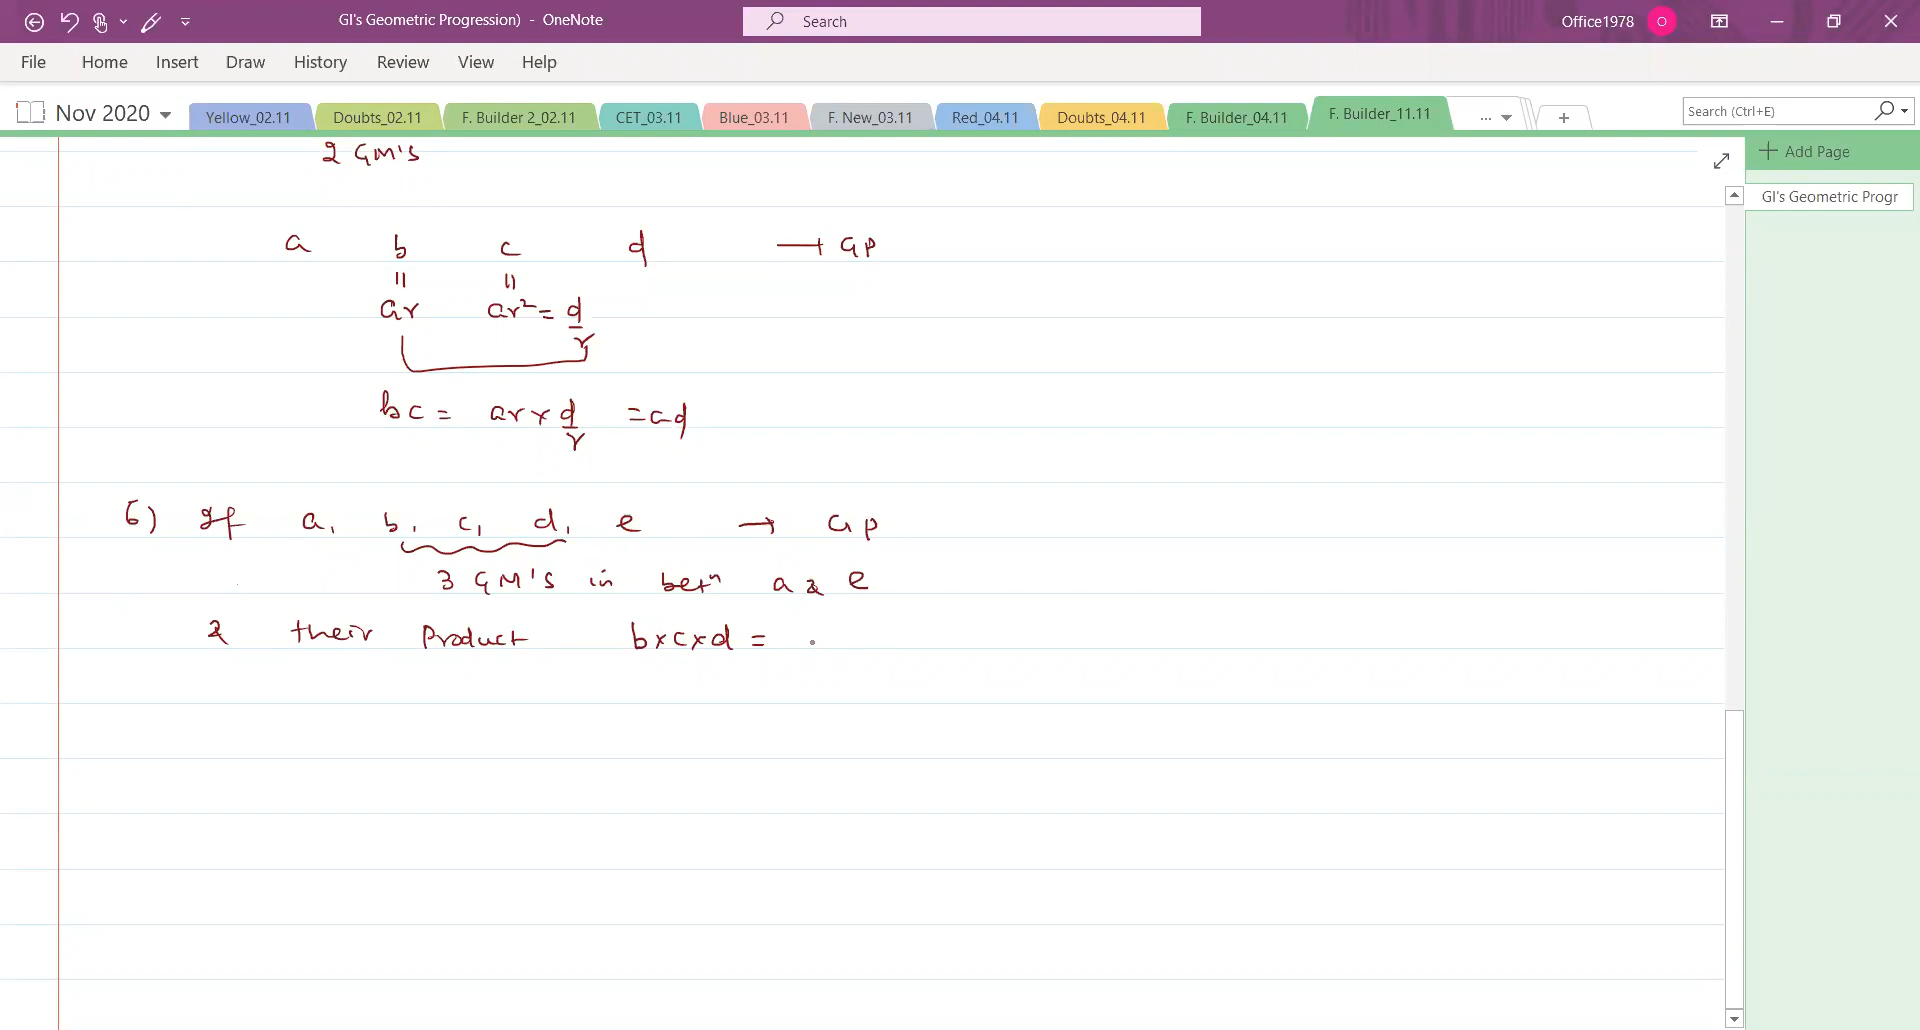 GI's Geometric Progression) - OneNote
Search
Office1978
O
File Home Insert Draw History Review View Help
Nov 2020
Yellow_02.11 Doubts_02.11 F. Builder 2_02.11 CET_03.11 Blue_03.11 F. New_03.11 Red_04.11 Doubts_04.11 F. Builder_04.11 F. Builder_11.11 ... +
Search (Ctrl+E)
+ Add Page
GI's Geometric Progr
2 GM's
a b c d → GP
= =
ar ar² = d/r
bc = ar × d/r = ad
6) If a, b, c, d, e → GP
3 GM's in betⁿ a & e
& their Product b×c×d =